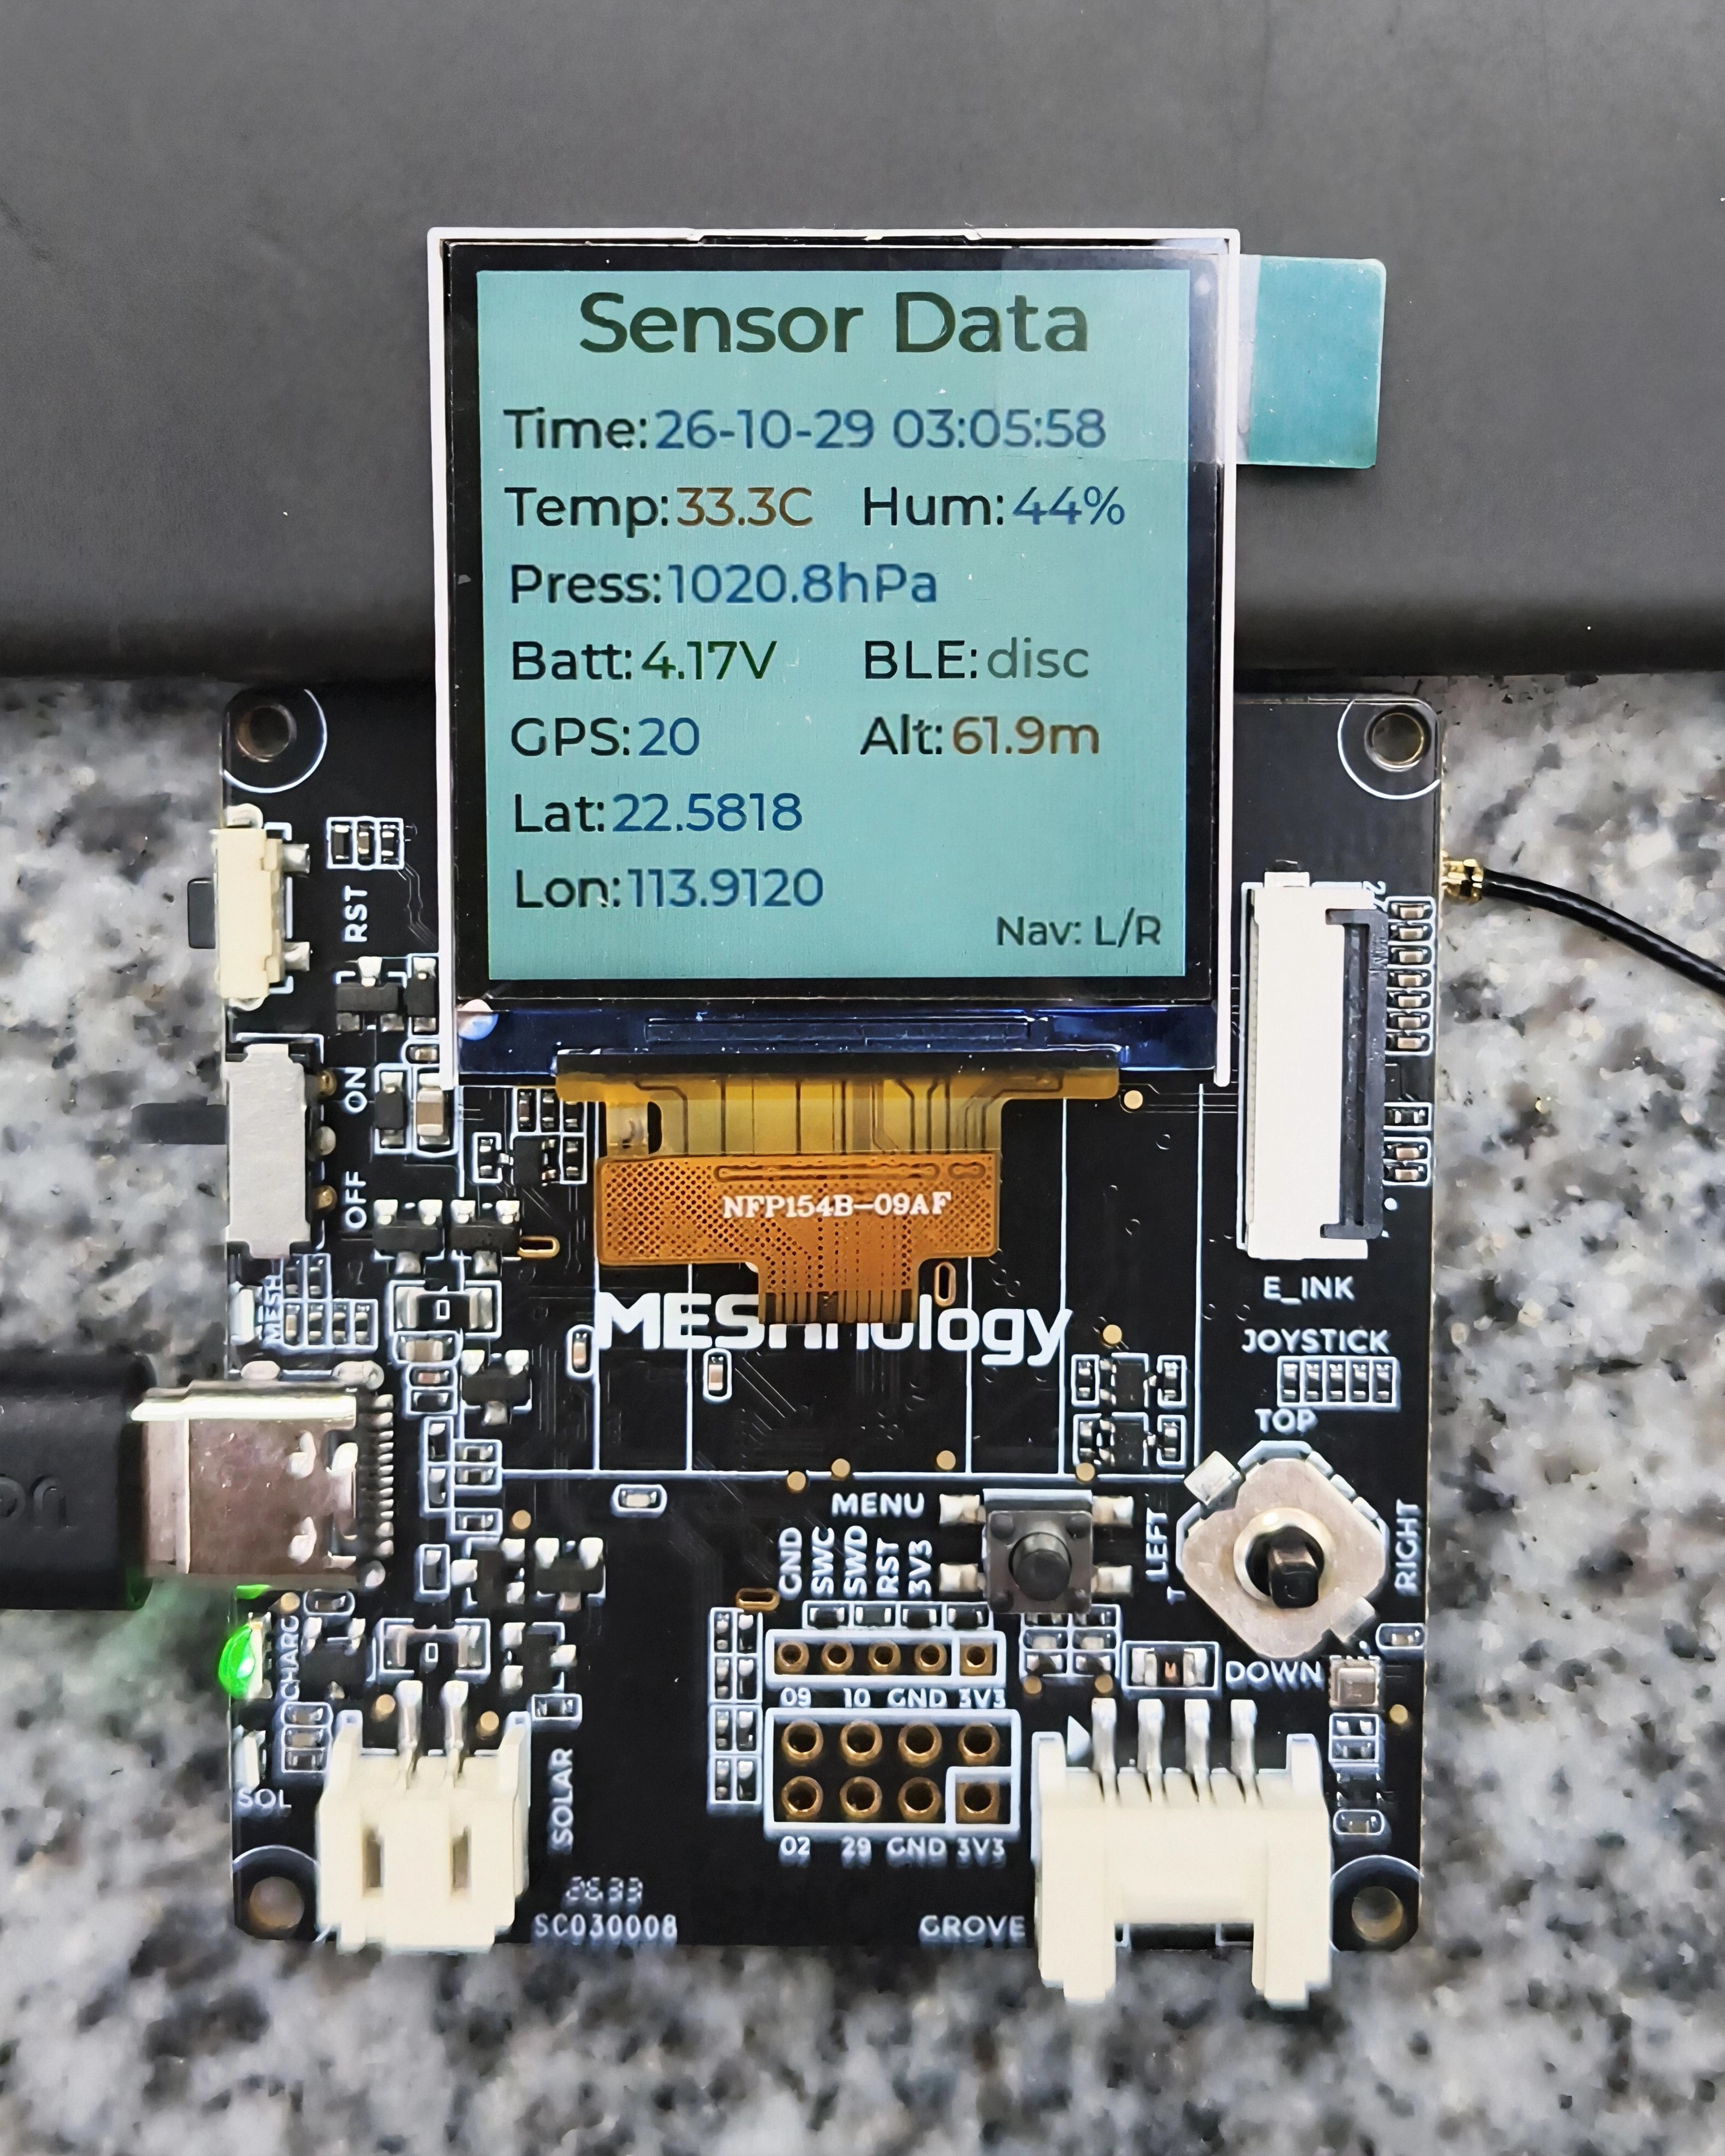 Sensor Data
Time: 26-10-29 03:05:58
Temp: 33.3C Hum: 44%
Press: 1020.8hPa
Batt: 4.17V BLE: disc
GPS: 20 Alt: 61.9m
Lat: 22.5818
Lon: 113.9120
Nav: L/R
RST
ON
OFF
NFP154B-09AF
MESH
E_INK
JOYSTICK
TOP
MENU
GND
SWC
SWD
RST
3V3
LEFT
RIGHT
DOWN
CHARG
09 10 GND 3V3
SOL
SOLAR
02 29 GND 3V3
SC030008
GROVE